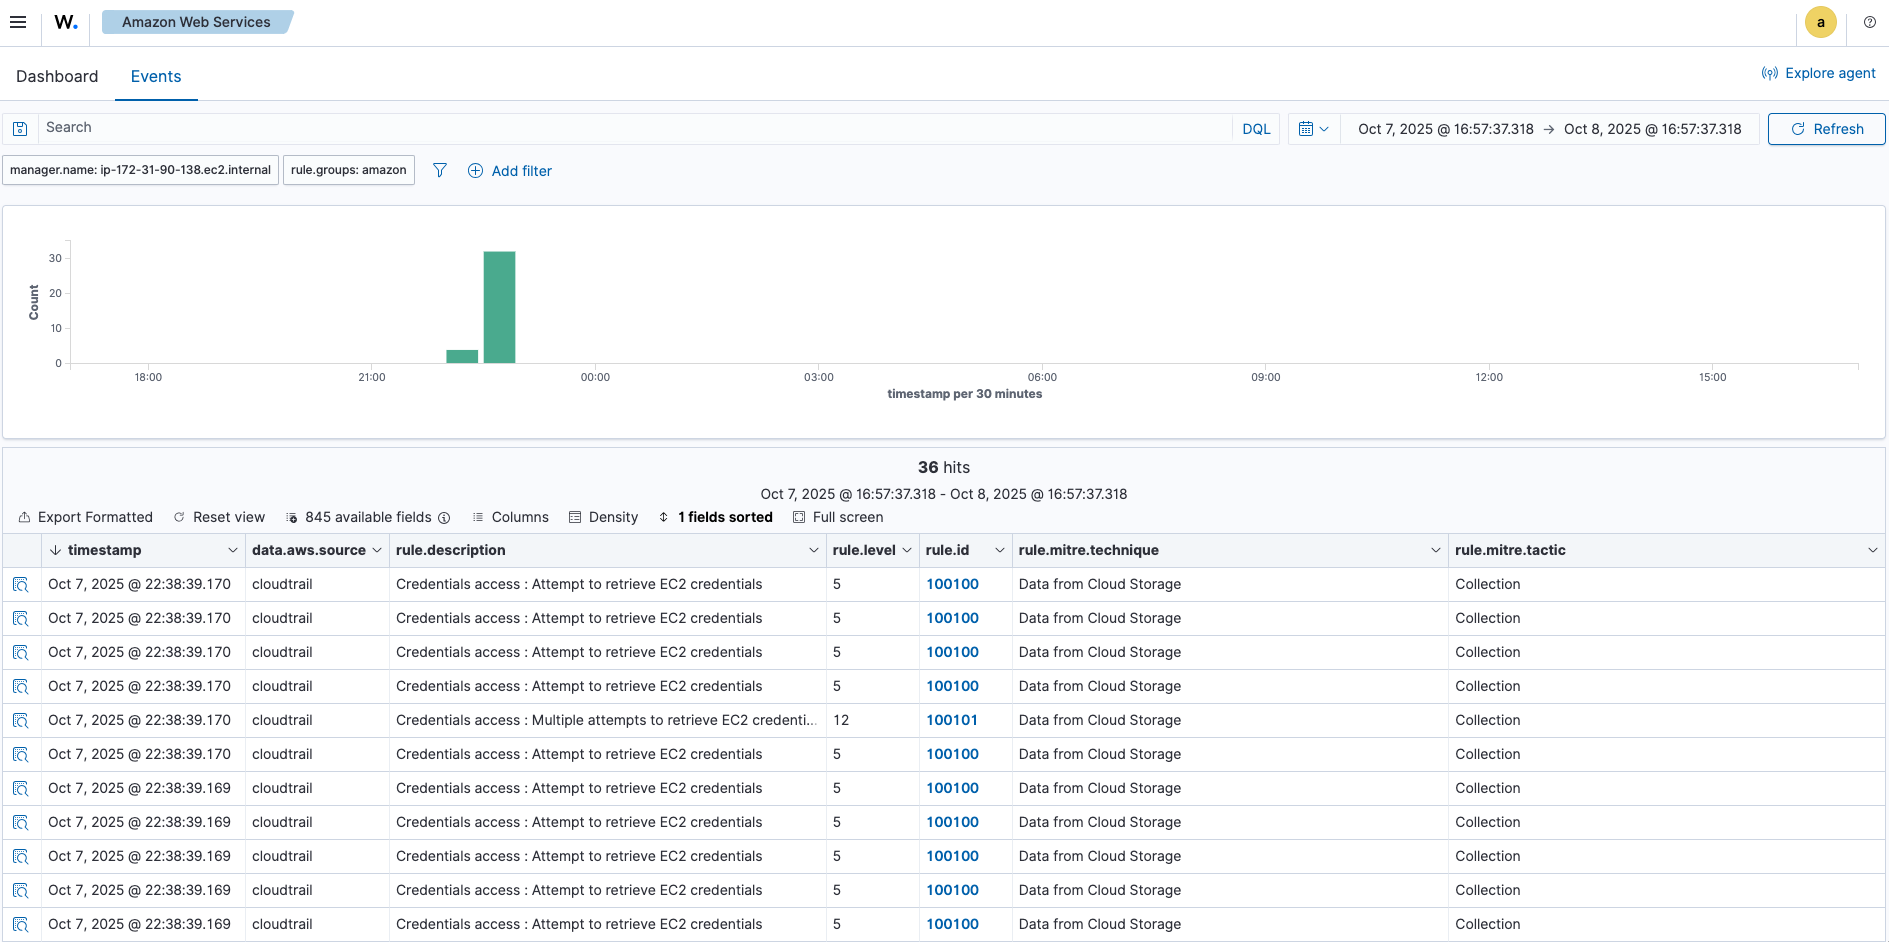 W. Amazon Web Services a
Dashboard Events Explore agent
Search DQL Oct 7, 2025 @ 16:57:37.318 → Oct 8, 2025 @ 16:57:37.318 Refresh
manager.name: ip-172-31-90-138.ec2.internal rule.groups: amazon Add filter
30
20
10
0
Count
18:00 21:00 00:00 03:00 06:00 09:00 12:00 15:00
timestamp per 30 minutes
36 hits
Oct 7, 2025 @ 16:57:37.318 - Oct 8, 2025 @ 16:57:37.318
Export Formatted Reset view 845 available fields Columns Density 1 fields sorted Full screen
timestamp data.aws.source rule.description rule.level rule.id rule.mitre.technique rule.mitre.tactic
Oct 7, 2025 @ 22:38:39.170 cloudtrail Credentials access : Attempt to retrieve EC2 credentials 5 100100 Data from Cloud Storage Collection
Oct 7, 2025 @ 22:38:39.170 cloudtrail Credentials access : Attempt to retrieve EC2 credentials 5 100100 Data from Cloud Storage Collection
Oct 7, 2025 @ 22:38:39.170 cloudtrail Credentials access : Attempt to retrieve EC2 credentials 5 100100 Data from Cloud Storage Collection
Oct 7, 2025 @ 22:38:39.170 cloudtrail Credentials access : Attempt to retrieve EC2 credentials 5 100100 Data from Cloud Storage Collection
Oct 7, 2025 @ 22:38:39.170 cloudtrail Credentials access : Multiple attempts to retrieve EC2 credenti... 12 100101 Data from Cloud Storage Collection
Oct 7, 2025 @ 22:38:39.170 cloudtrail Credentials access : Attempt to retrieve EC2 credentials 5 100100 Data from Cloud Storage Collection
Oct 7, 2025 @ 22:38:39.169 cloudtrail Credentials access : Attempt to retrieve EC2 credentials 5 100100 Data from Cloud Storage Collection
Oct 7, 2025 @ 22:38:39.169 cloudtrail Credentials access : Attempt to retrieve EC2 credentials 5 100100 Data from Cloud Storage Collection
Oct 7, 2025 @ 22:38:39.169 cloudtrail Credentials access : Attempt to retrieve EC2 credentials 5 100100 Data from Cloud Storage Collection
Oct 7, 2025 @ 22:38:39.169 cloudtrail Credentials access : Attempt to retrieve EC2 credentials 5 100100 Data from Cloud Storage Collection
Oct 7, 2025 @ 22:38:39.169 cloudtrail Credentials access : Attempt to retrieve EC2 credentials 5 100100 Data from Cloud Storage Collection